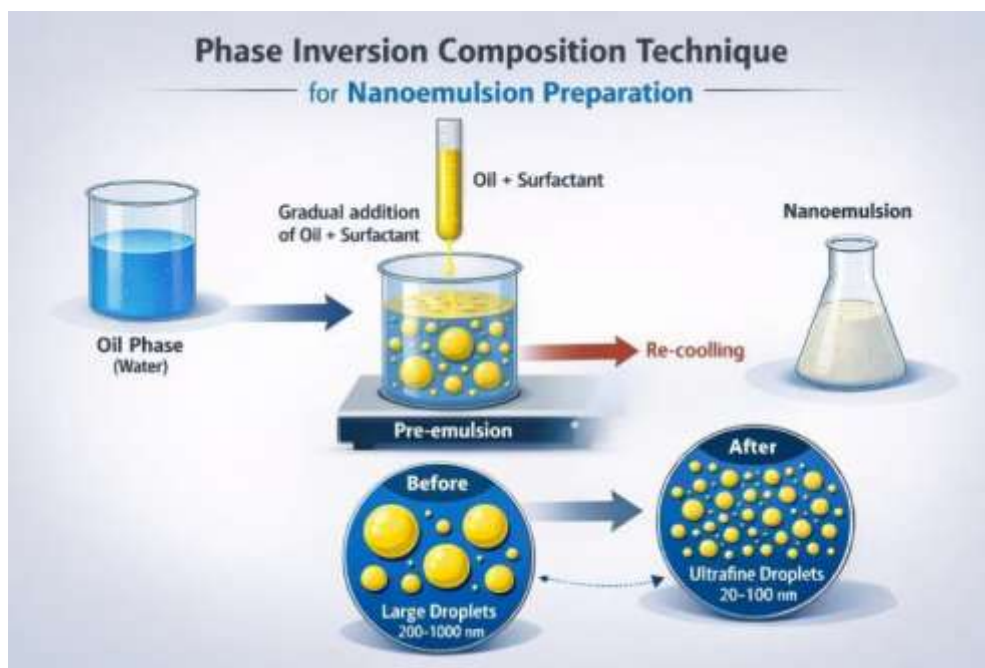 Phase Inversion Composition Technique
for Nanoemulsion Preparation
Oil + Surfactant
Gradual addition
of Oil + Surfactant
Nanoemulsion
Oil Phase
(Water)
Re-coolling
Pre-emulsion
Before
Large Droplets
200-1000 nm
After
Ultrafine Droplets
20-100 nm